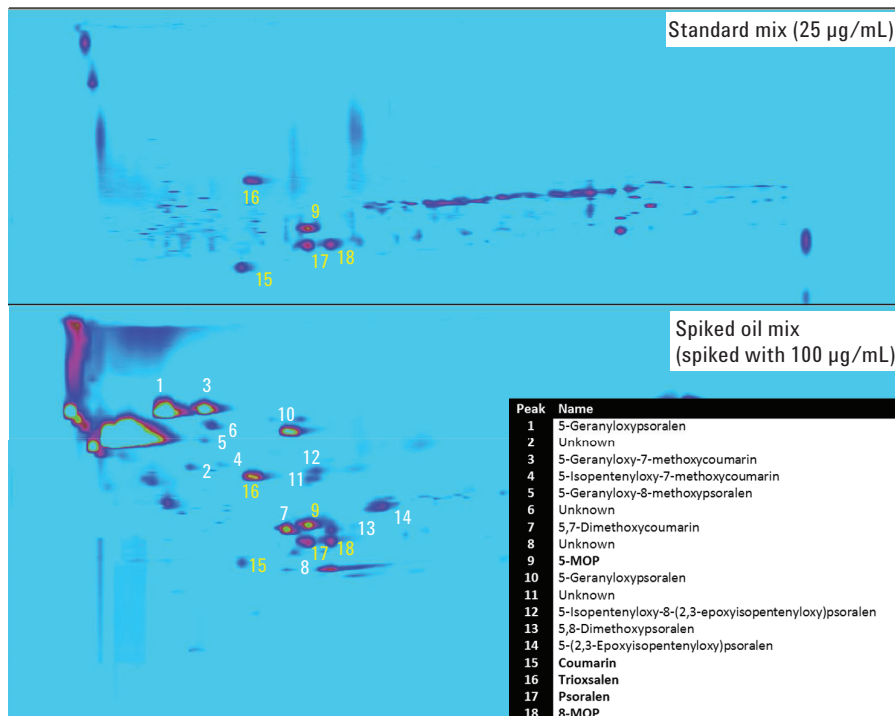 Standard mix (25 µg/mL)
16
9
17 18
15
Spiked oil mix
(spiked with 100 µg/mL)
1 3
10
6
5
2 4
12
11
16
7 9
13 14
17 18
15 8
Peak Name
1 5-Geranyloxypsoralen
2 Unknown
3 5-Geranyloxy-7-methoxycoumarin
4 5-Isopentenyloxy-7-methoxycoumarin
5 5-Geranyloxy-8-methoxypsoralen
6 Unknown
7 5,7-Dimethoxycoumarin
8 Unknown
9 5-MOP
10 5-Geranyloxypsoralen
11 Unknown
12 5-Isopentenyloxy-8-(2,3-epoxyisopentenyloxy)psoralen
13 5,8-Dimethoxypsoralen
14 5-(2,3-Epoxyisopentenyloxy)psoralen
15 Coumarin
16 Trioxsalen
17 Psoralen
18 8-MOP